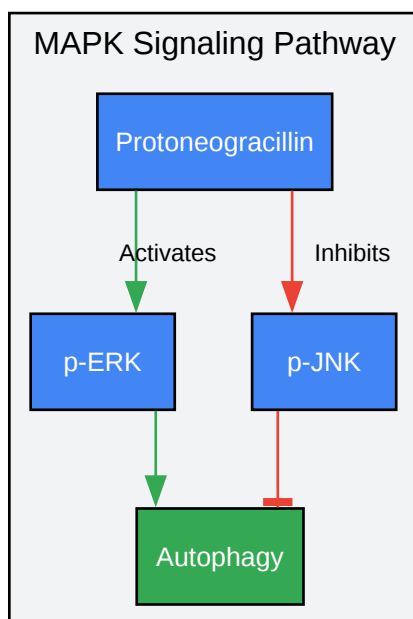 MAPK Signaling Pathway
Protoneogracillin
Activates
Inhibits
p-ERK
p-JNK
Autophagy